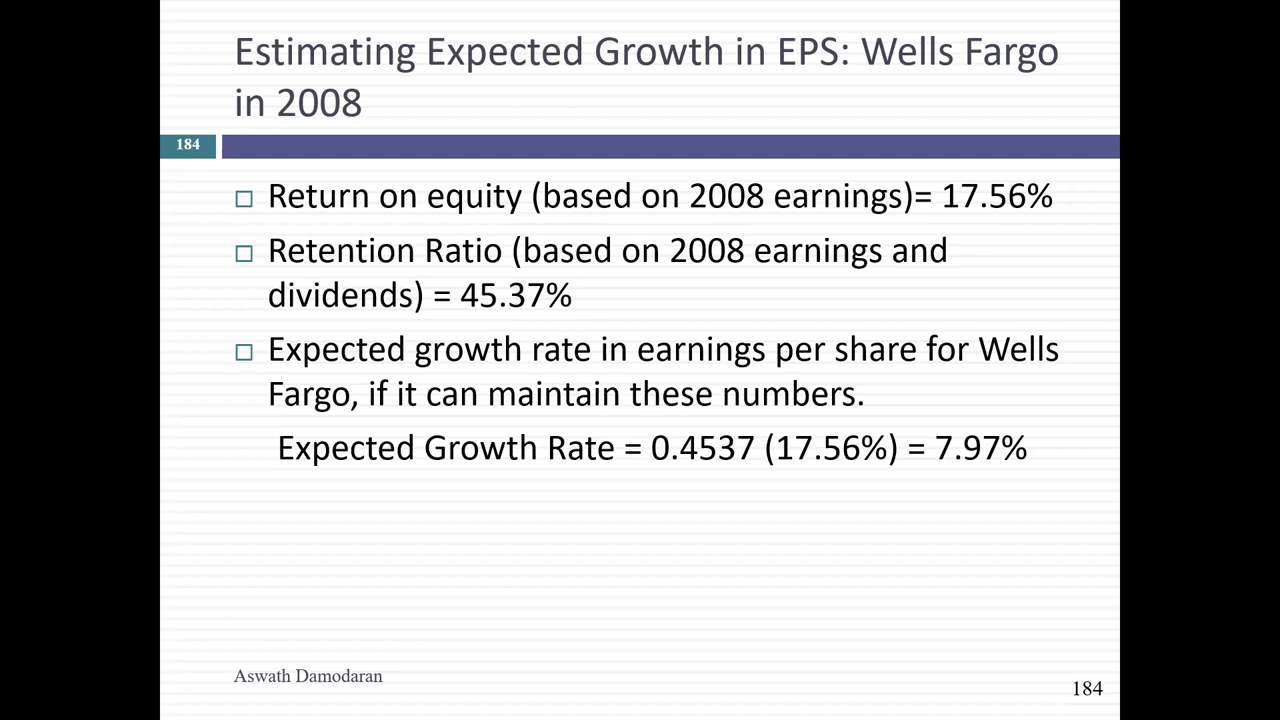 Estimating Expected Growth in EPS: Wells Fargo
in 2008
184
Return on equity (based on 2008 earnings)= 17.56%
Retention Ratio (based on 2008 earnings and
dividends) = 45.37%
Expected growth rate in earnings per share for Wells
Fargo, if it can maintain these numbers.
Expected Growth Rate = 0.4537 (17.56%) = 7.97%
Aswath Damodaran
184